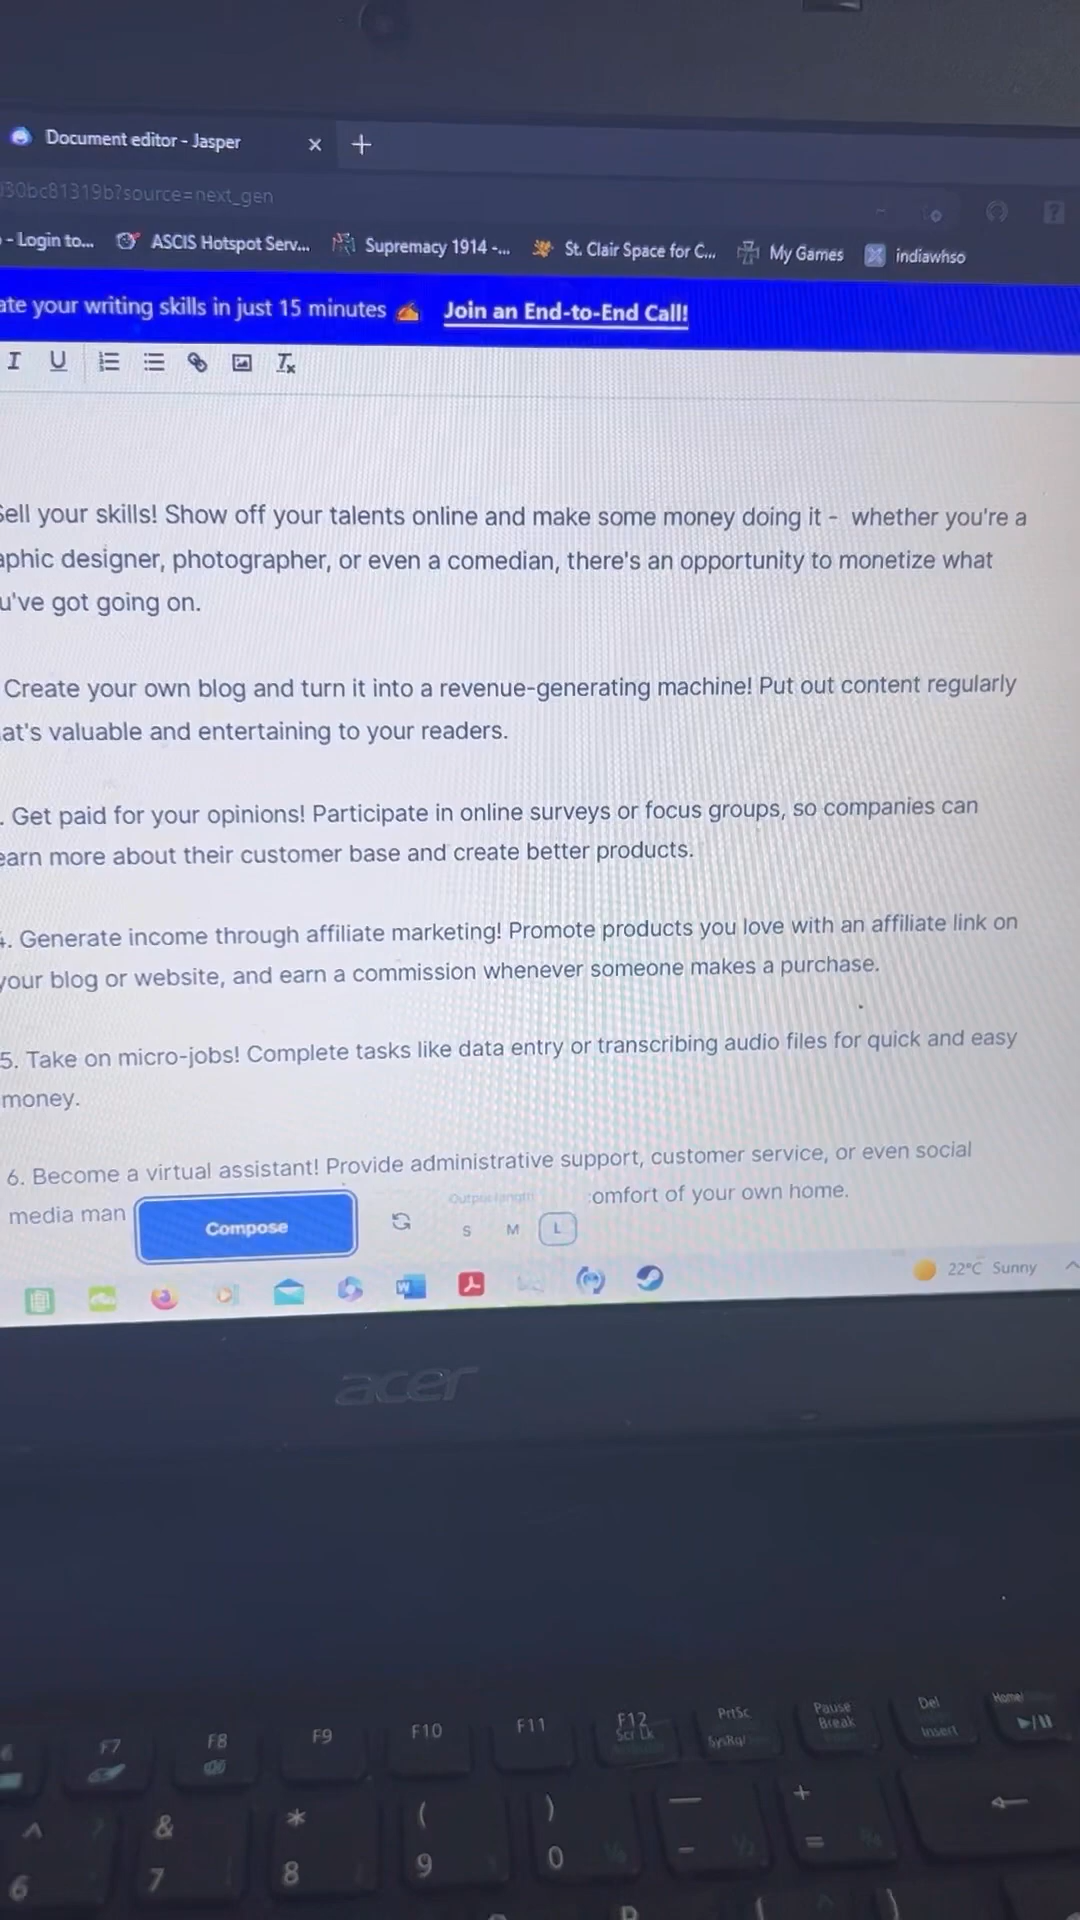 Document editor - Jasper
30bc81319b?source=next_gen
- Login to... ASCIS Hotspot Serv... Supremacy 1914 -... St. Clair Space for C... My Games indiawhso
ate your writing skills in just 15 minutes Join an End-to-End Call!
I U Tx
Sell your skills! Show off your talents online and make some money doing it - whether you're a
aphic designer, photographer, or even a comedian, there's an opportunity to monetize what
u've got going on.
Create your own blog and turn it into a revenue-generating machine! Put out content regularly
at's valuable and entertaining to your readers.
. Get paid for your opinions! Participate in online surveys or focus groups, so companies can
earn more about their customer base and create better products.
4. Generate income through affiliate marketing! Promote products you love with an affiliate link on
your blog or website, and earn a commission whenever someone makes a purchase.
5. Take on micro-jobs! Complete tasks like data entry or transcribing audio files for quick and easy
money.
6. Become a virtual assistant! Provide administrative support, customer service, or even social
media man omfort of your own home.
Output length
Compose S M L
22°C Sunny
acer
F7 F8 F9 F10 F11 F12 PrtSc Pause Del Home
Scr Lk SysRq Break Insert
^ & * ( ) — +
6 7 8 9 0 - =